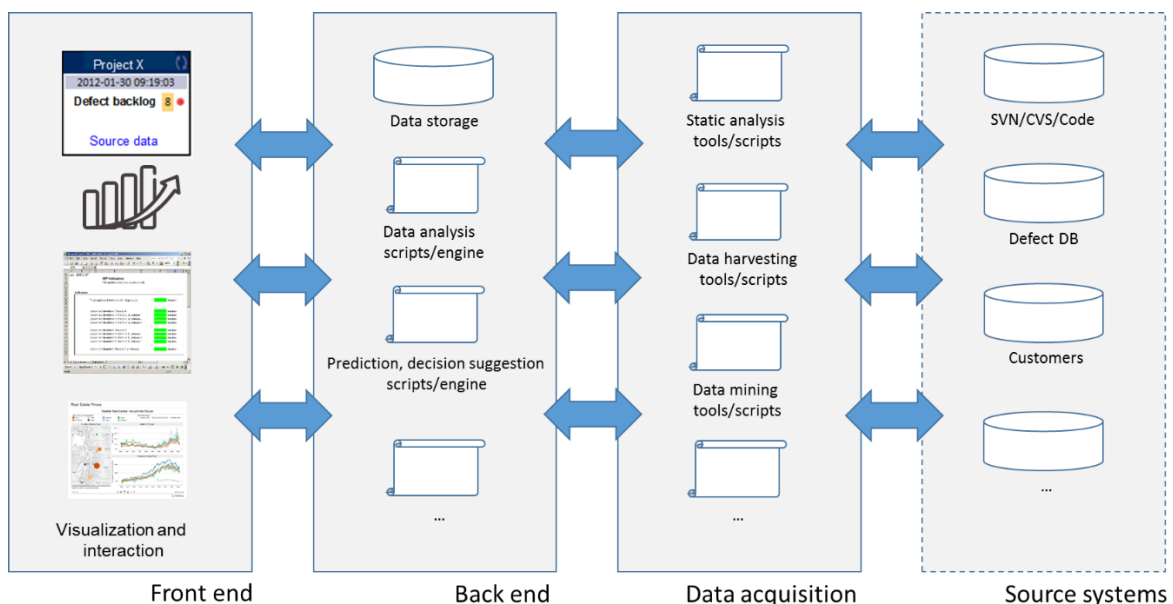 Project X
2012-01-30 09:19:03
Defect backlog 8
Source data
Visualization and
interaction
Front end
Data storage
Data analysis
scripts/engine
Prediction, decision suggestion
scripts/engine
...
Back end
Static analysis
tools/scripts
Data harvesting
tools/scripts
Data mining
tools/scripts
...
Data acquisition
SVN/CVS/Code
Defect DB
Customers
...
Source systems